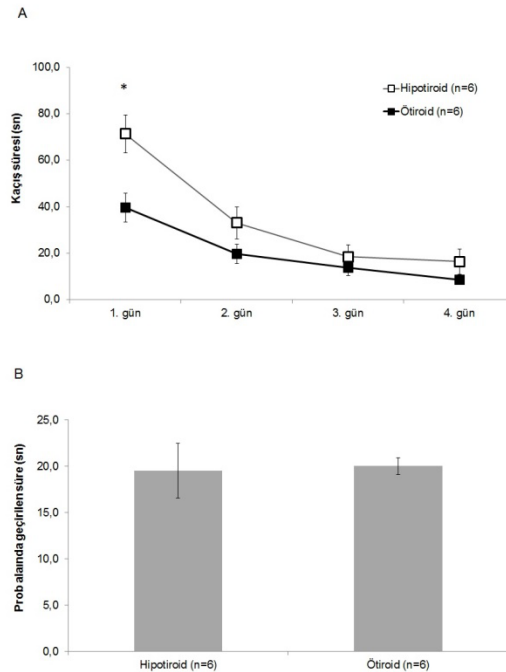 A
100,0
80,0
60,0
40,0
20,0
0,0
Kaçış süresi (sn)
*
Hipotiroid (n=6)
Ötiroid (n=6)
1. gün 2. gün 3. gün 4. gün
B
25,0
20,0
15,0
10,0
5,0
0,0
Prob alanında geçirilen süre (sn)
Hipotiroid (n=6) Ötiroid (n=6)